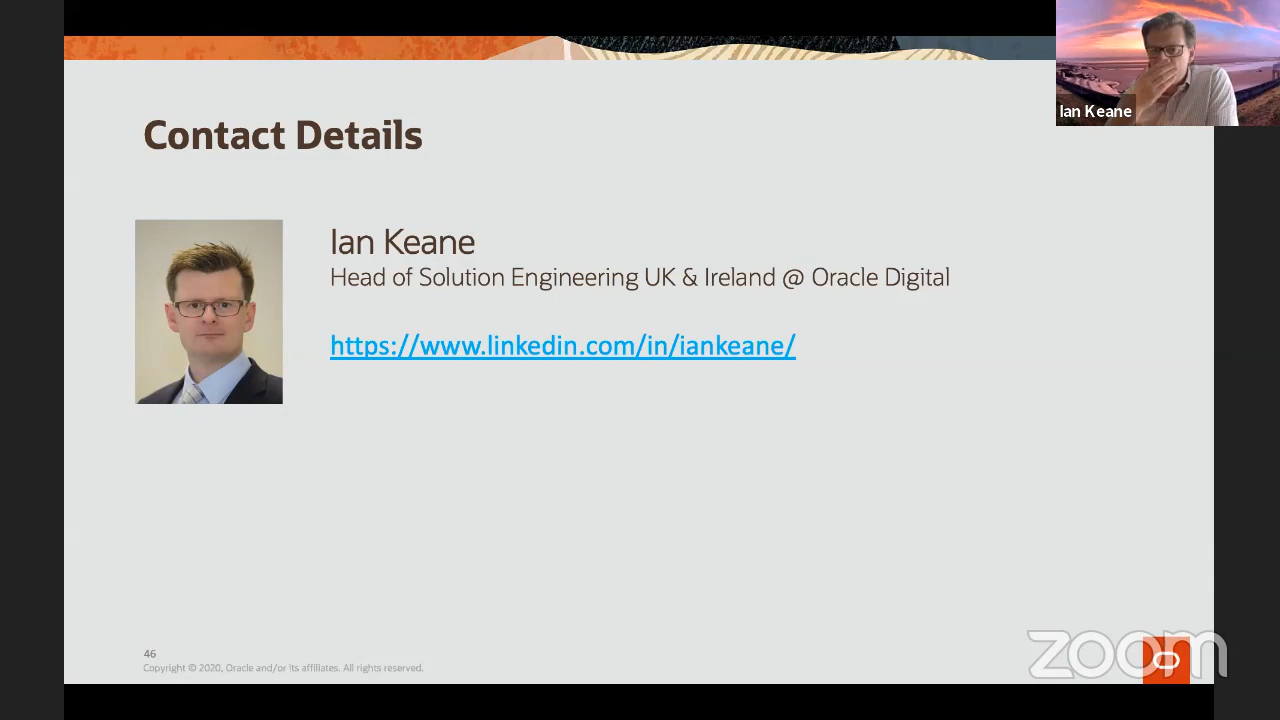 Ian Keane
Contact Details
Ian Keane
Head of Solution Engineering UK & Ireland @ Oracle Digital
https://www.linkedin.com/in/iankeane/
46
Copyright © 2020, Oracle and/or its affiliates. All rights reserved.
zoom